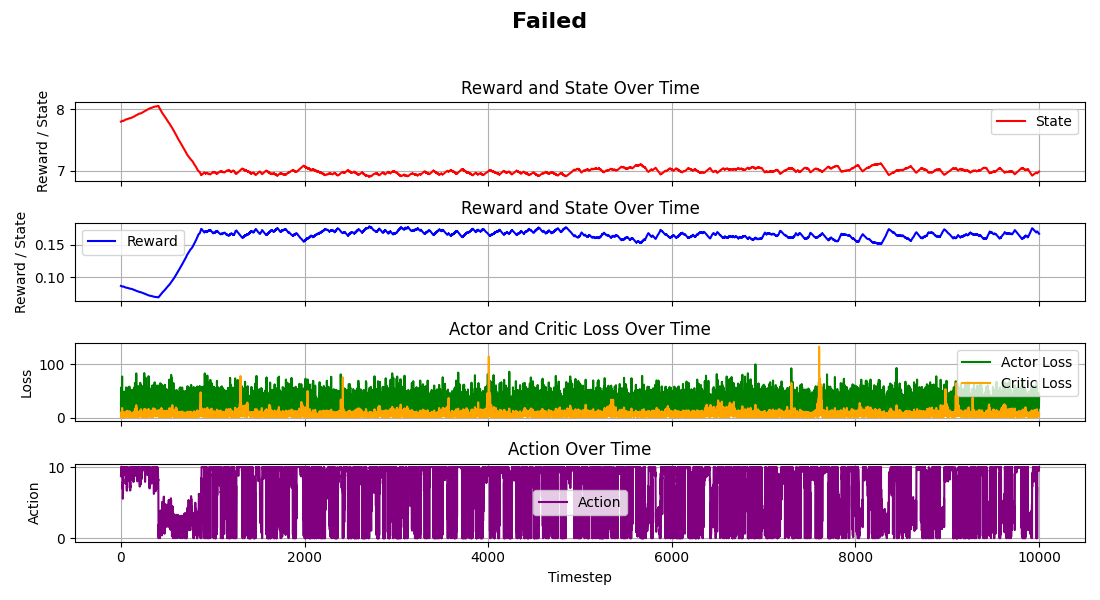 Failed
Reward and State Over Time
Reward / State
8
7
State
Reward and State Over Time
Reward / State
0.15
0.10
Reward
Actor and Critic Loss Over Time
Loss
100
0
Actor Loss
Critic Loss
Action Over Time
Action
10
0
Action
0 2000 4000 6000 8000 10000
Timestep